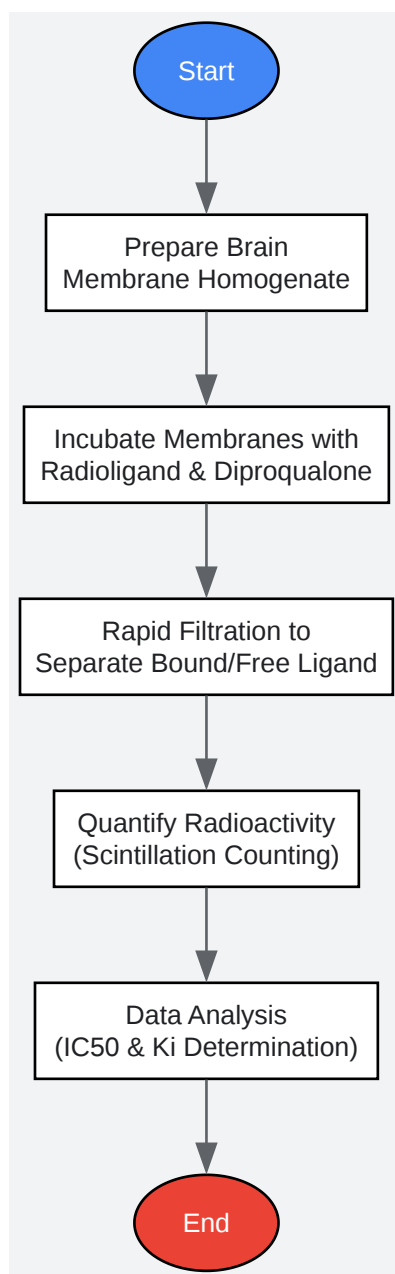 Start
Prepare Brain
Membrane Homogenate
Incubate Membranes with
Radioligand & Diproqualone
Rapid Filtration to
Separate Bound/Free Ligand
Quantify Radioactivity
(Scintillation Counting)
Data Analysis
(IC50 & Ki Determination)
End